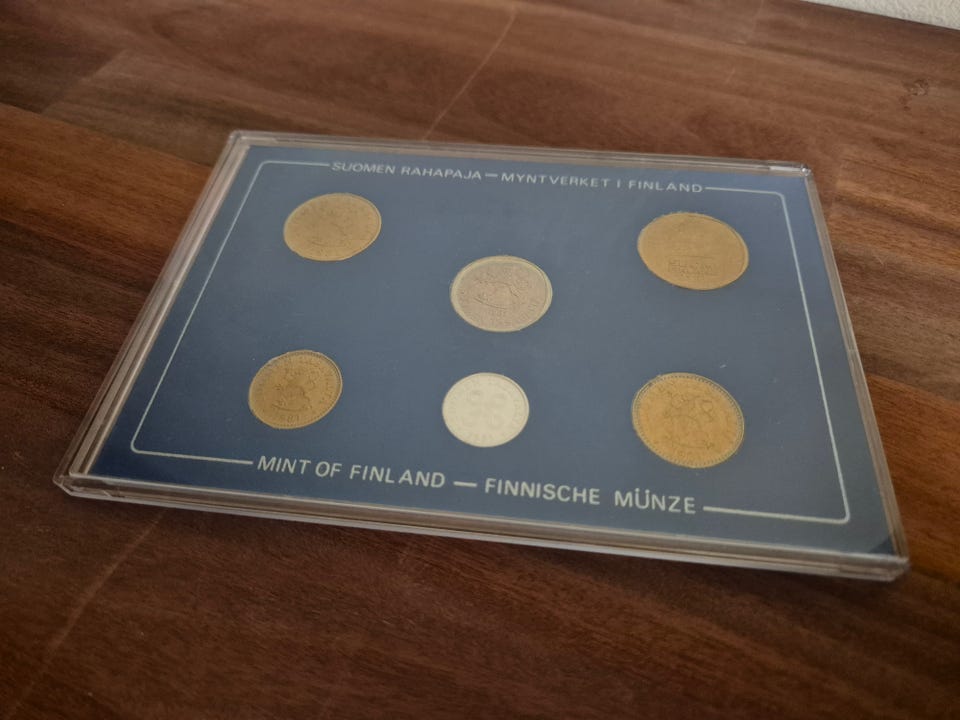 SUOMEN RAHAPAJA — MYNTVERKET I FINLAND
MINT OF FINLAND — FINNISCHE MÜNZE